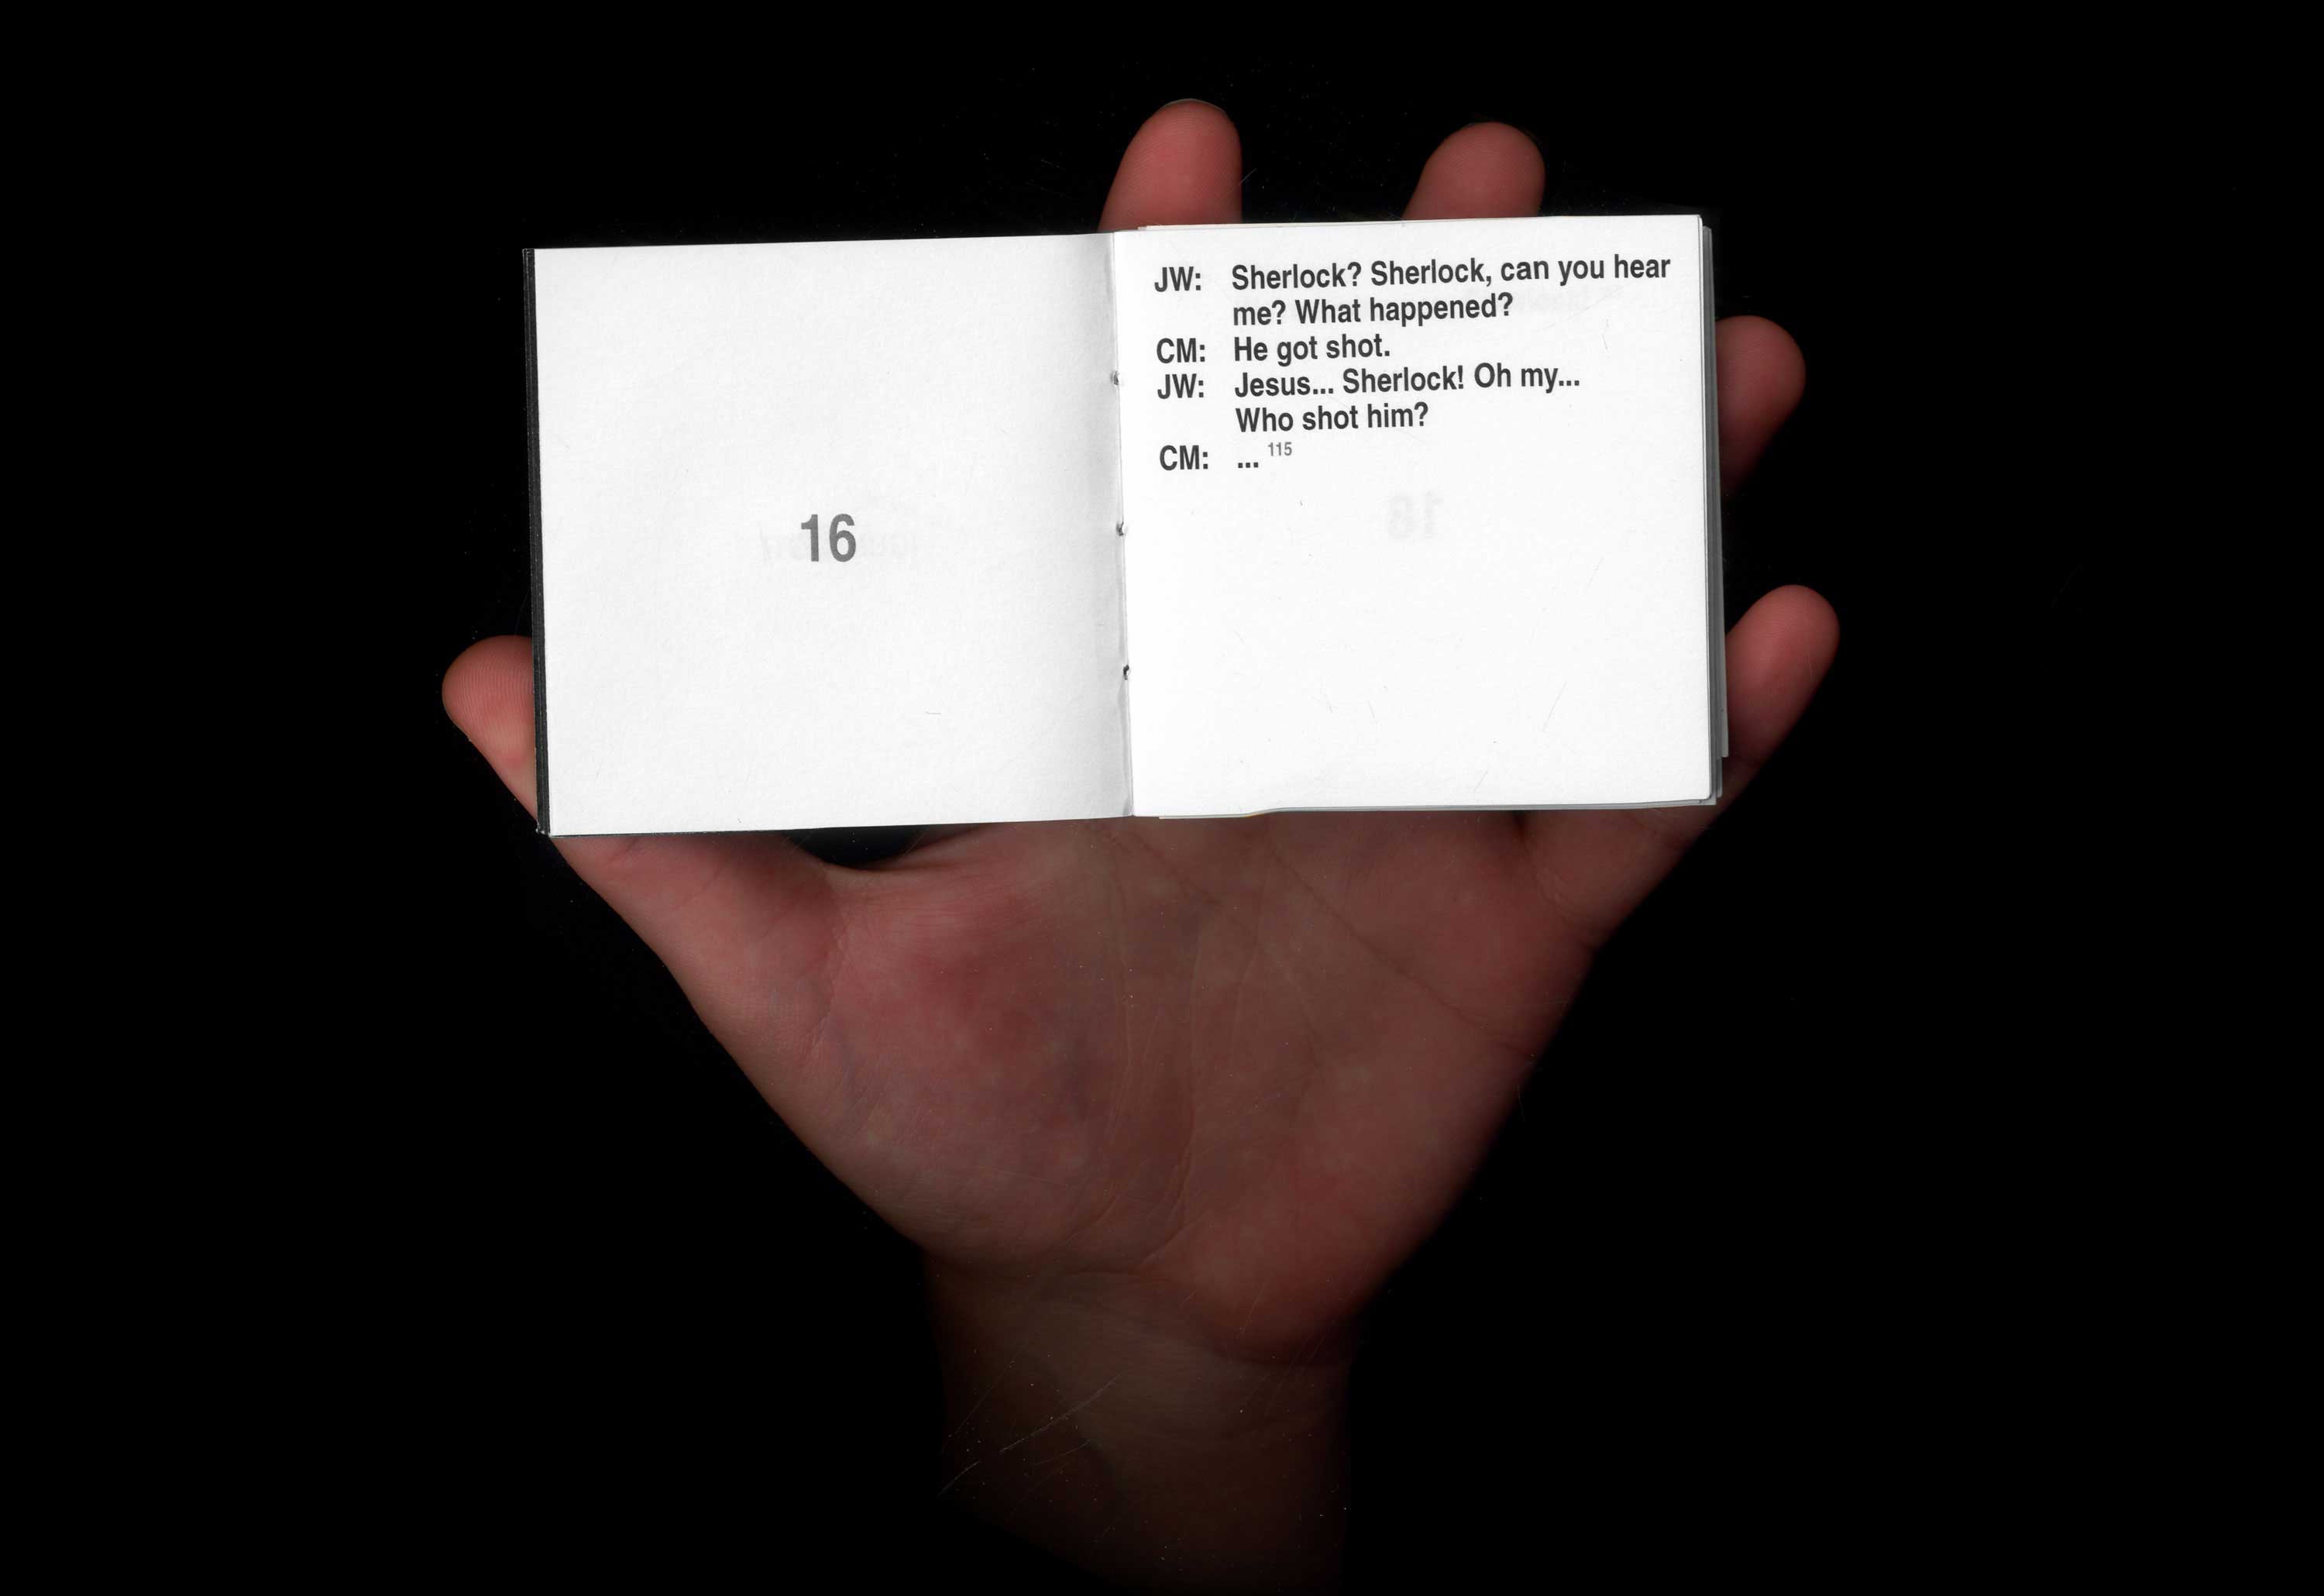 16
JW: Sherlock? Sherlock, can you hear
me? What happened?
CM: He got shot.
JW: Jesus... Sherlock! Oh my...
Who shot him?
CM: ... 115
18